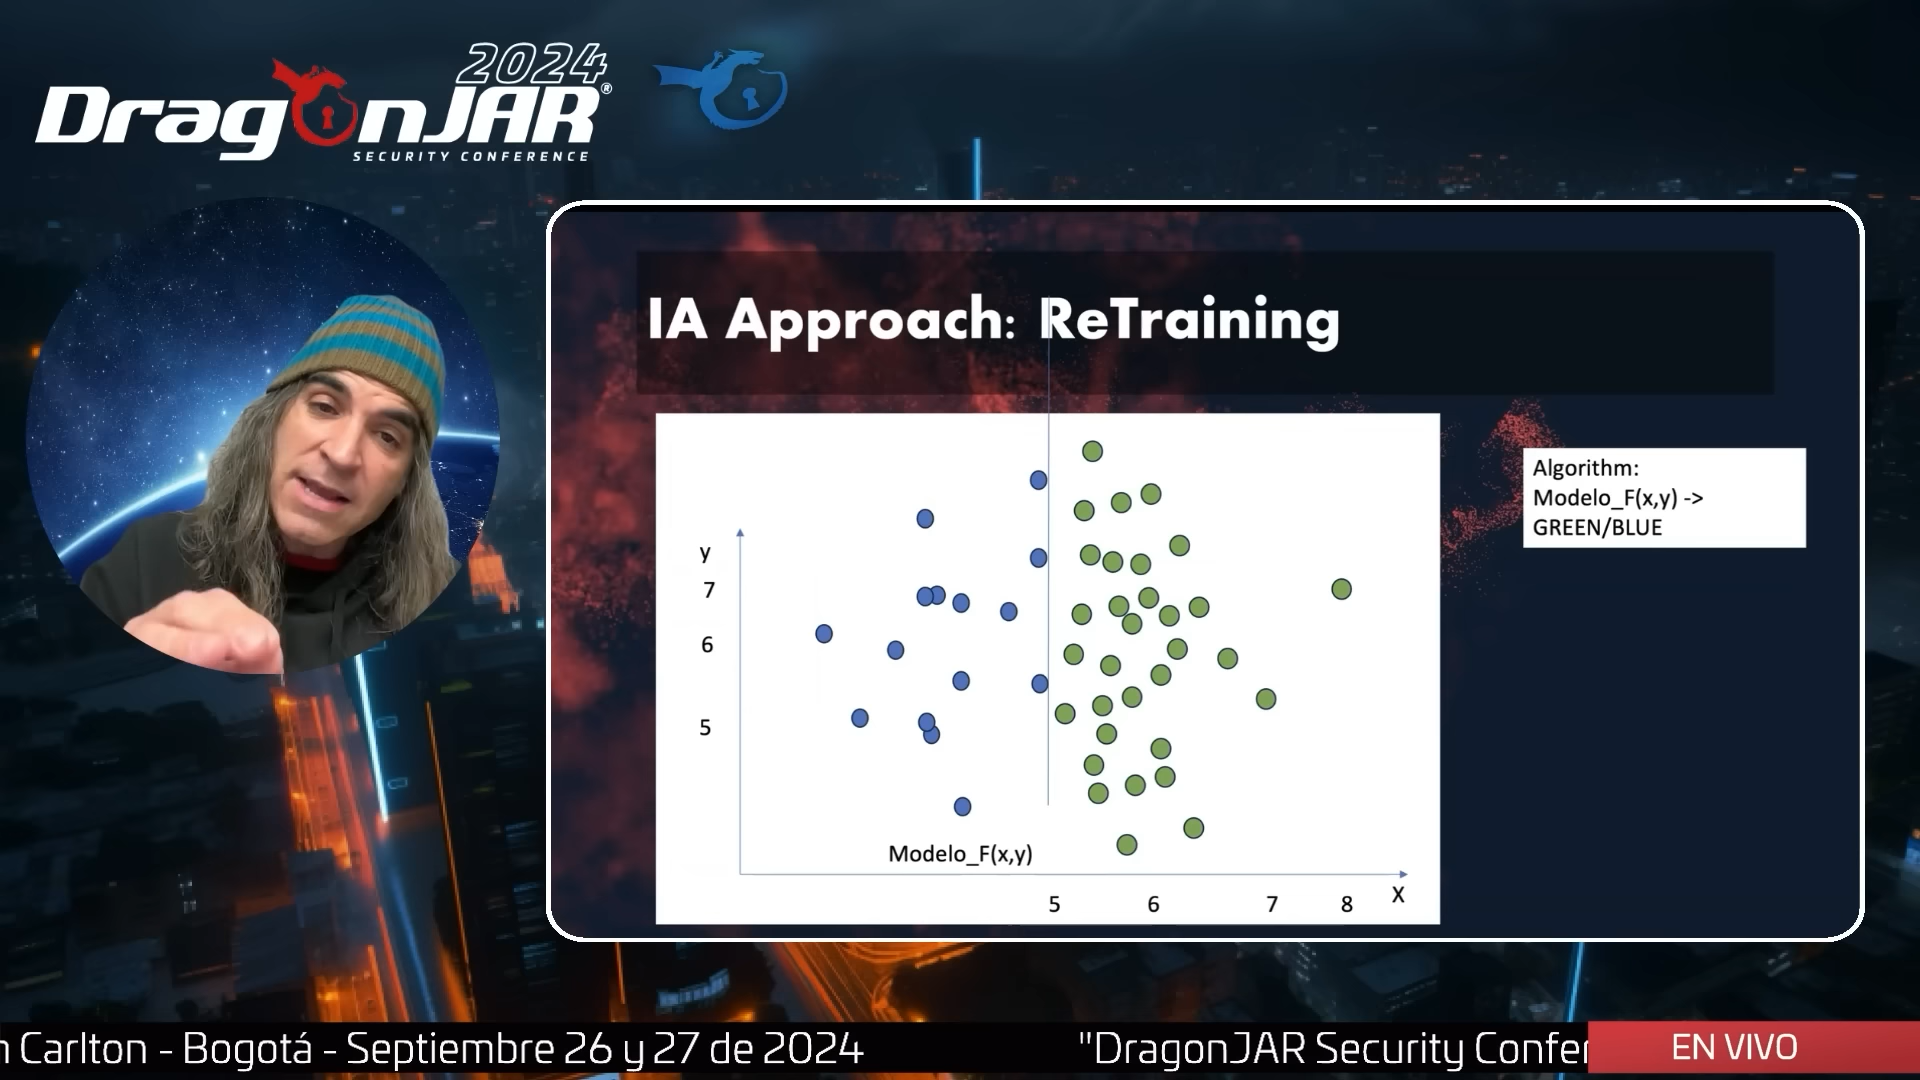 2024
DragonJAR®
SECURITY CONFERENCE
IA Approach: ReTraining
Algorithm:
Modelo_F(x,y) ->
GREEN/BLUE
y
7
6
5
Modelo_F(x,y)
5 6 7 8 X
n Carlton - Bogotá - Septiembre 26 y 27 de 2024 "DragonJAR Security Confer
EN VIVO